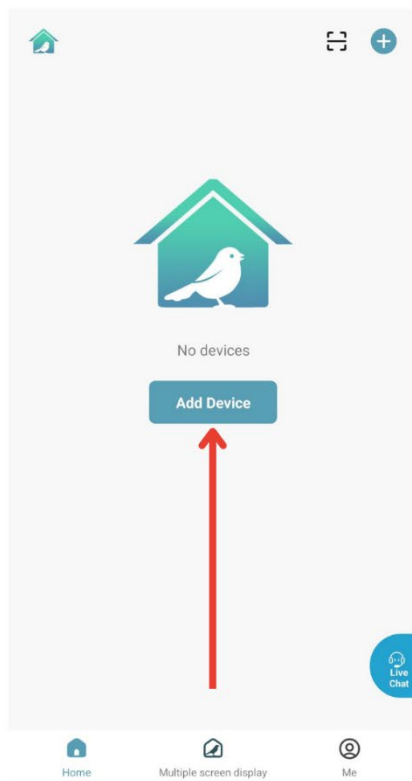 No devices
Add Device
Live
Chat
Home
Multiple screen display
Me